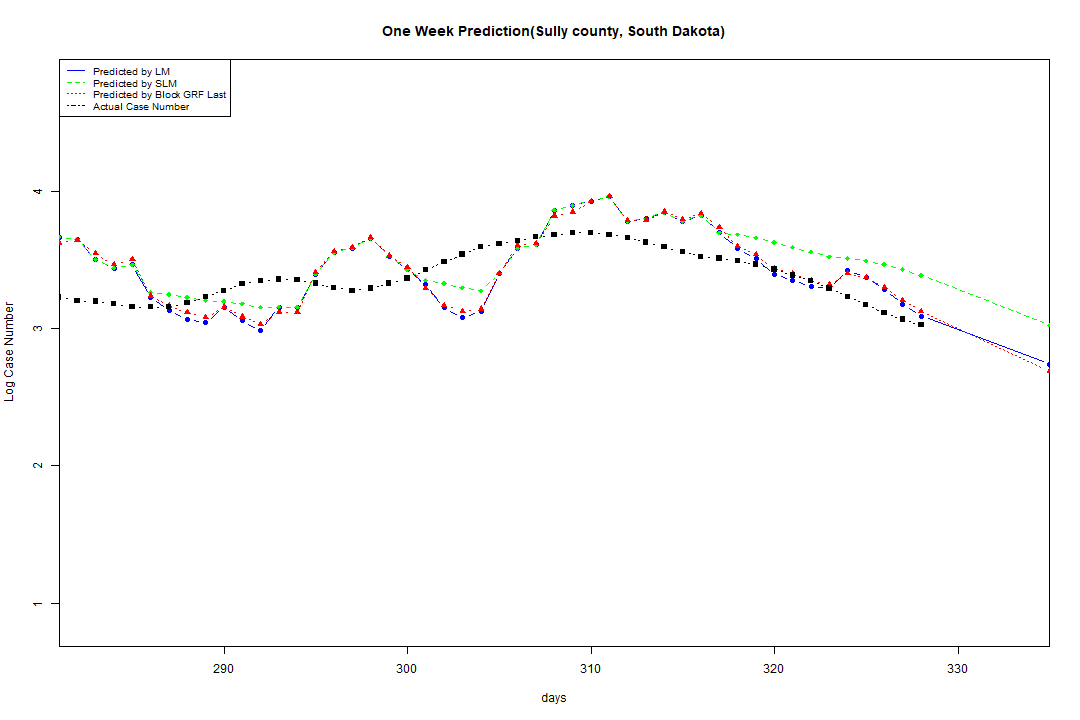 One Week Prediction(Sully county, South Dakota)
Predicted by LM
Predicted by SLM
Predicted by Block GRF Last
Actual Case Number
4
3
2
1
Log Case Number
290
300
310
320
330
days